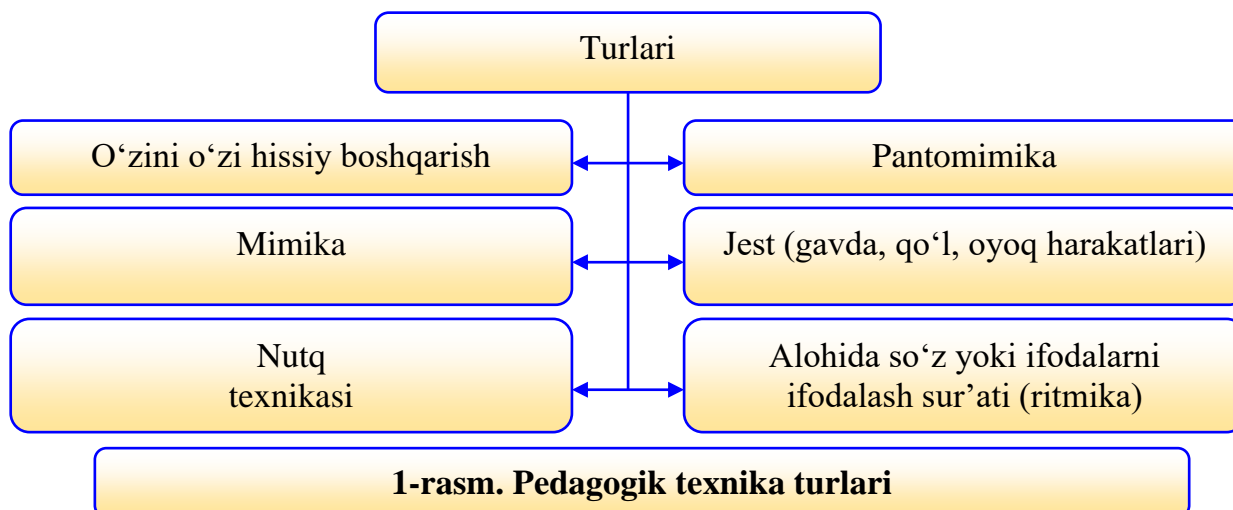 Turlari
O‘zini o‘zi hissiy boshqarish
Pantomimika
Mimika
Jest (gavda, qo‘l, oyoq harakatlari)
Nutq
texnikasi
Alohida so‘z yoki ifodalarni
ifodalash sur’ati (ritmika)
1-rasm. Pedagogik texnika turlari